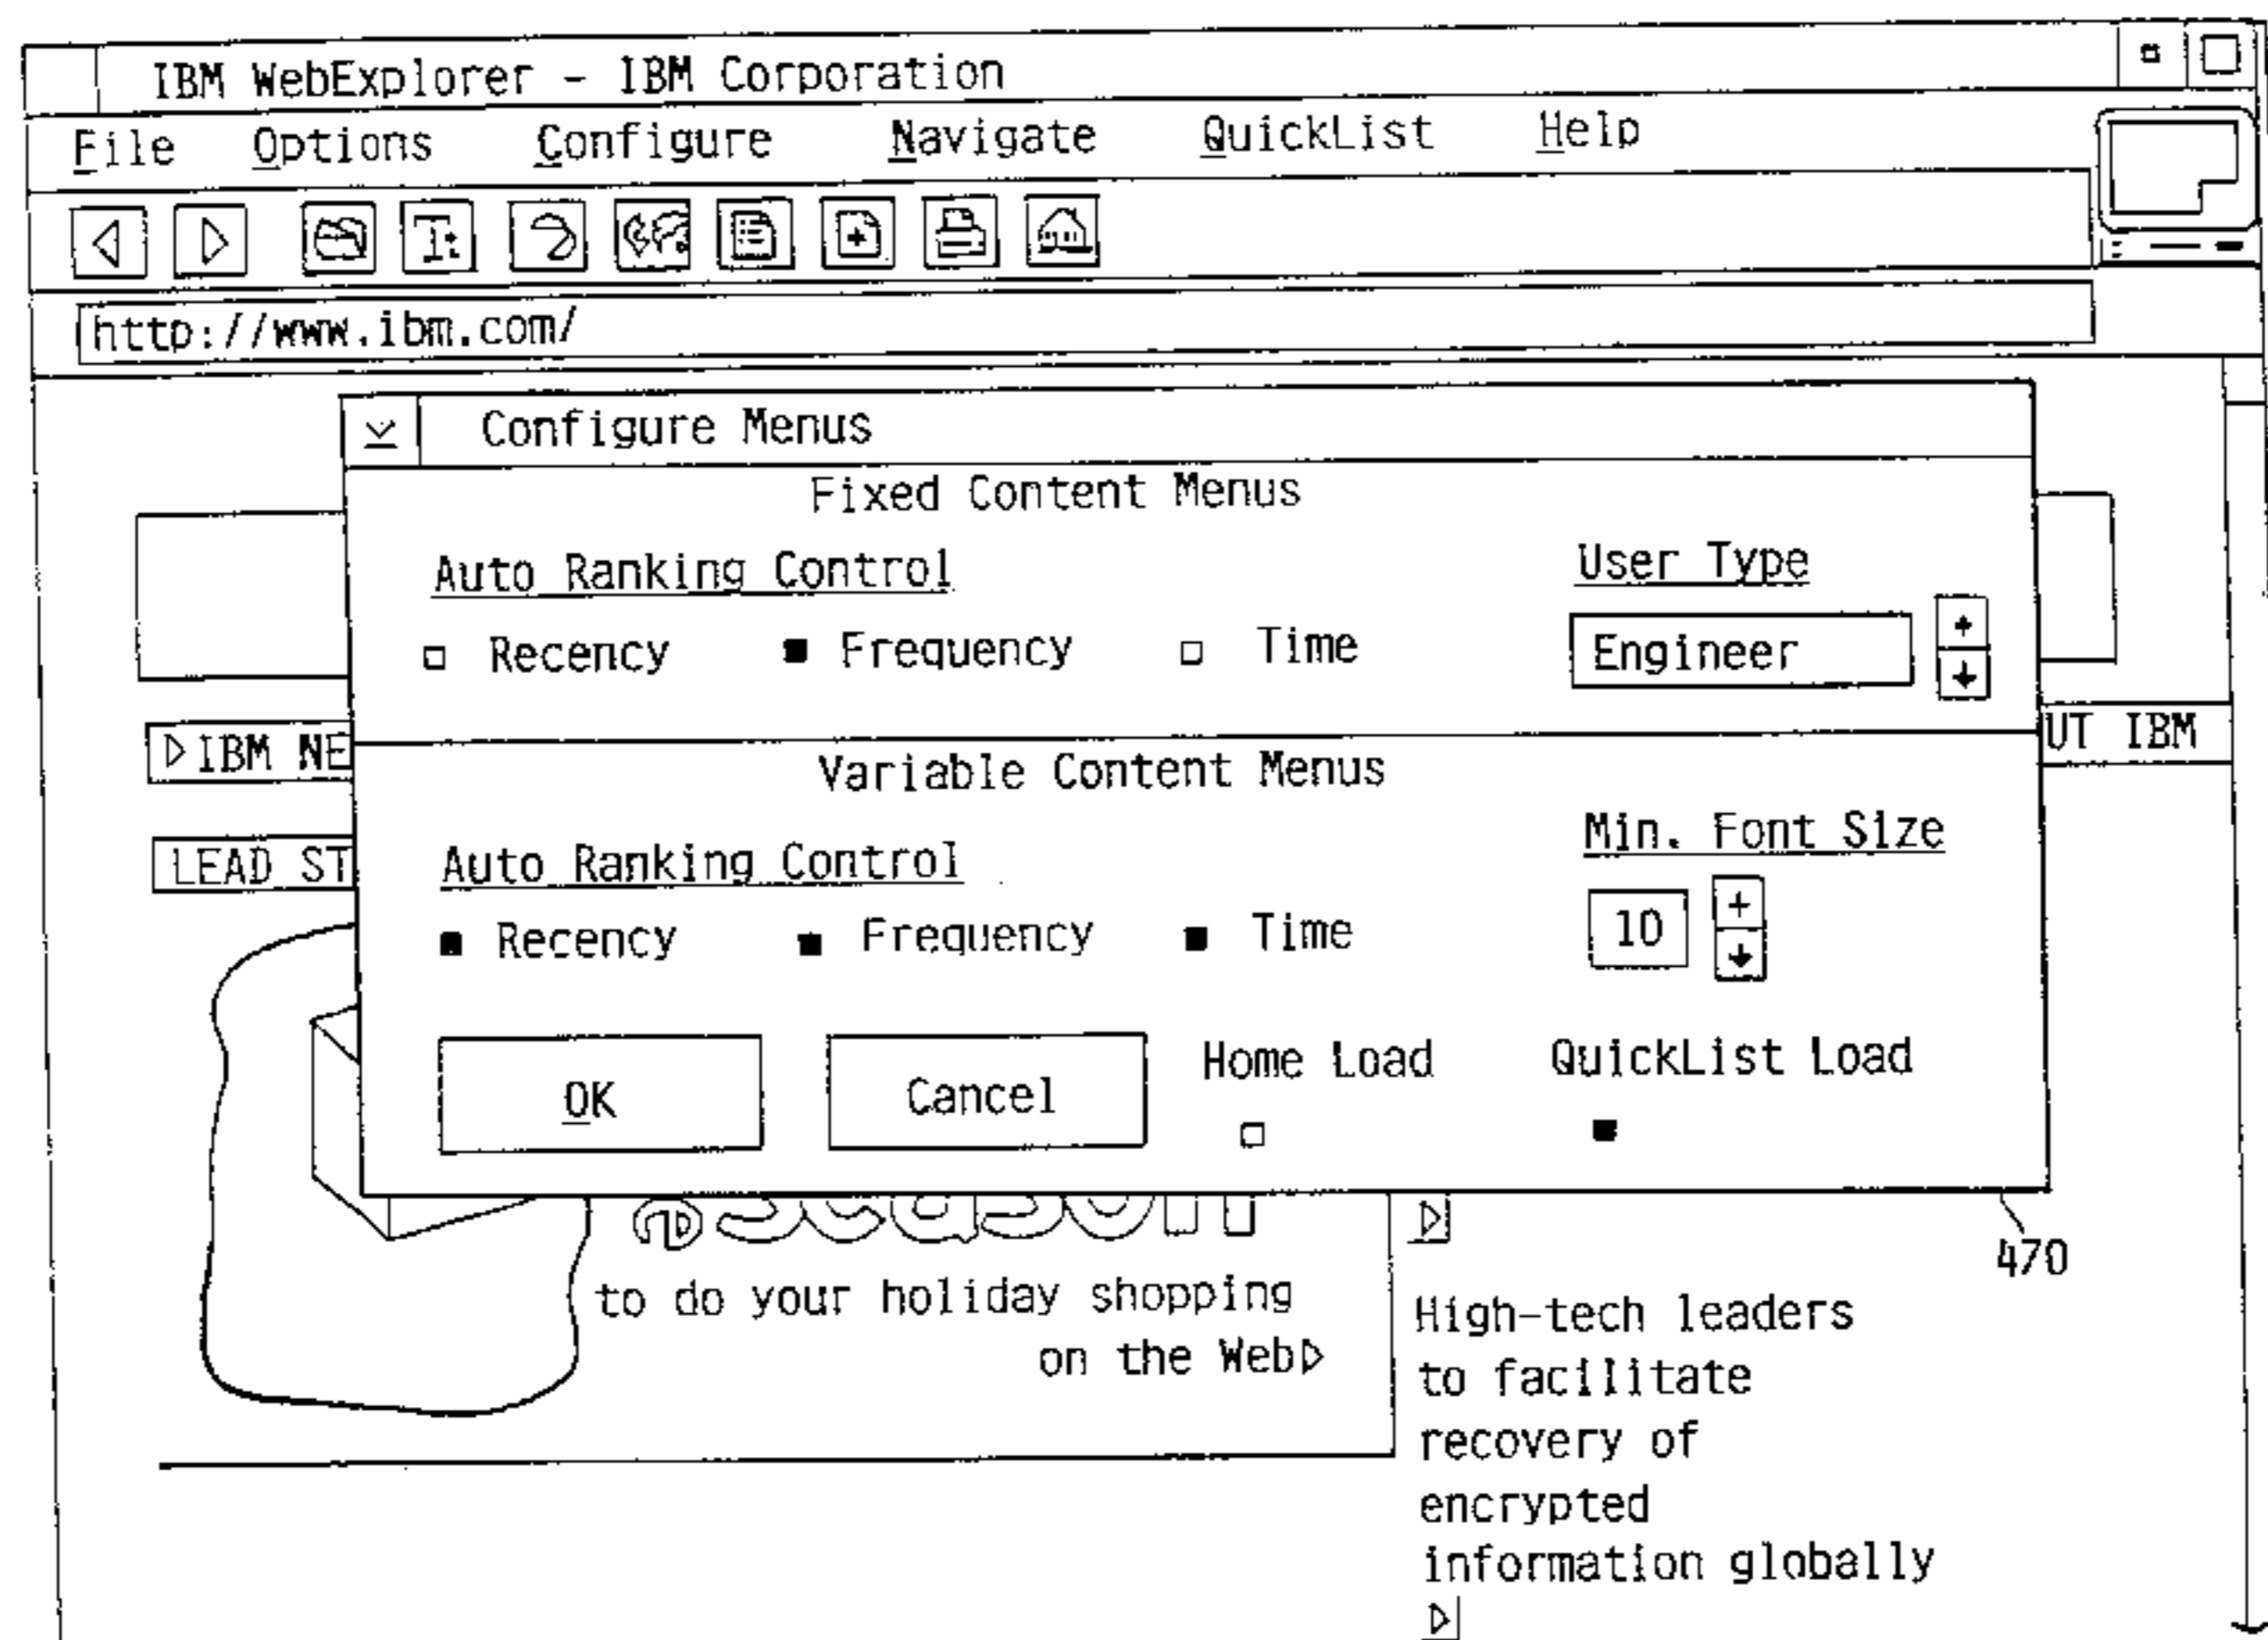 IBM WebExplorer - IBM Corporation
File Options Configure Navigate QuickList Help
http://www.ibm.com/
Configure Menus
Fixed Content Menus
Auto Ranking Control User Type
Recency Frequency Time Engineer
IBM NE UT IBM
Variable Content Menus
Min. Font Size
LEAD ST Auto Ranking Control
Recency Frequency Time 10
Home Load QuickList Load
OK Cancel
470
to do your holiday shopping
on the Web
High-tech leaders
to facilitate
recovery of
encrypted
information globally